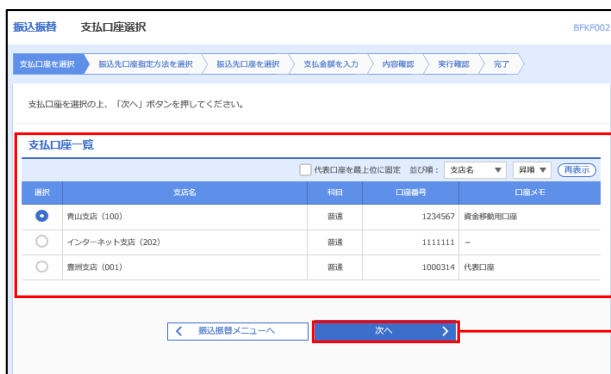 振込振替 支払口座選択 BFKF002
支払口座を選択 振込先口座指定方法を選択 振込先口座を選択 支払金額を入力 内容確認 実行確認 完了
支払口座を選択の上、「次へ」ボタンを押してください。
支払口座一覧
代表口座を最上位に固定 並び順： 支店名 ▼ 昇順 ▼ 再表示
選択 支店名 科目 口座番号 口座メモ
青山支店（100） 普通 1234567 資金移動用口座
インターネット支店（202） 普通 1111111 －
豊洲支店（001） 普通 1000314 代表口座
振込振替メニューへ 次へ